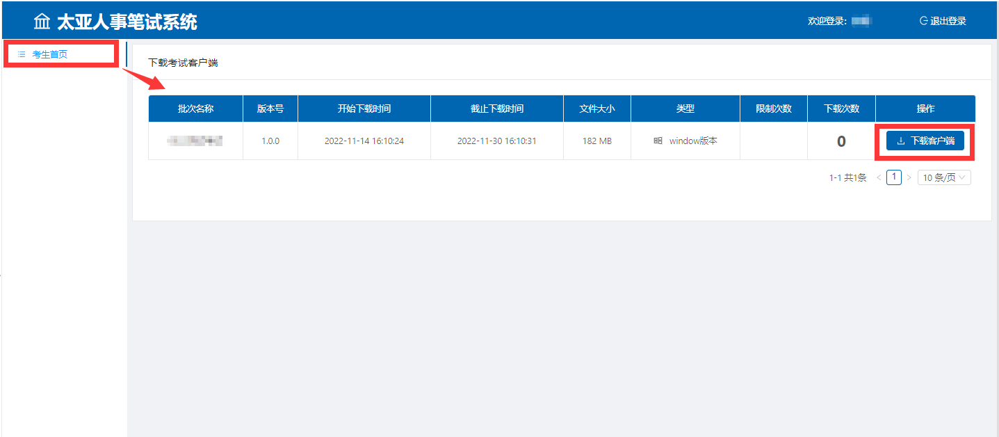 太亚人事笔试系统
欢迎登录：
退出登录
考生首页
下载考试客户端
批次名称 版本号 开始下载时间 截止下载时间 文件大小 类型 限制次数 下载次数 操作
1.0.0 2022-11-14 16:10:24 2022-11-30 16:10:31 182 MB window版本 0 下载客户端
1-1 共1条 < 1 > 10 条/页